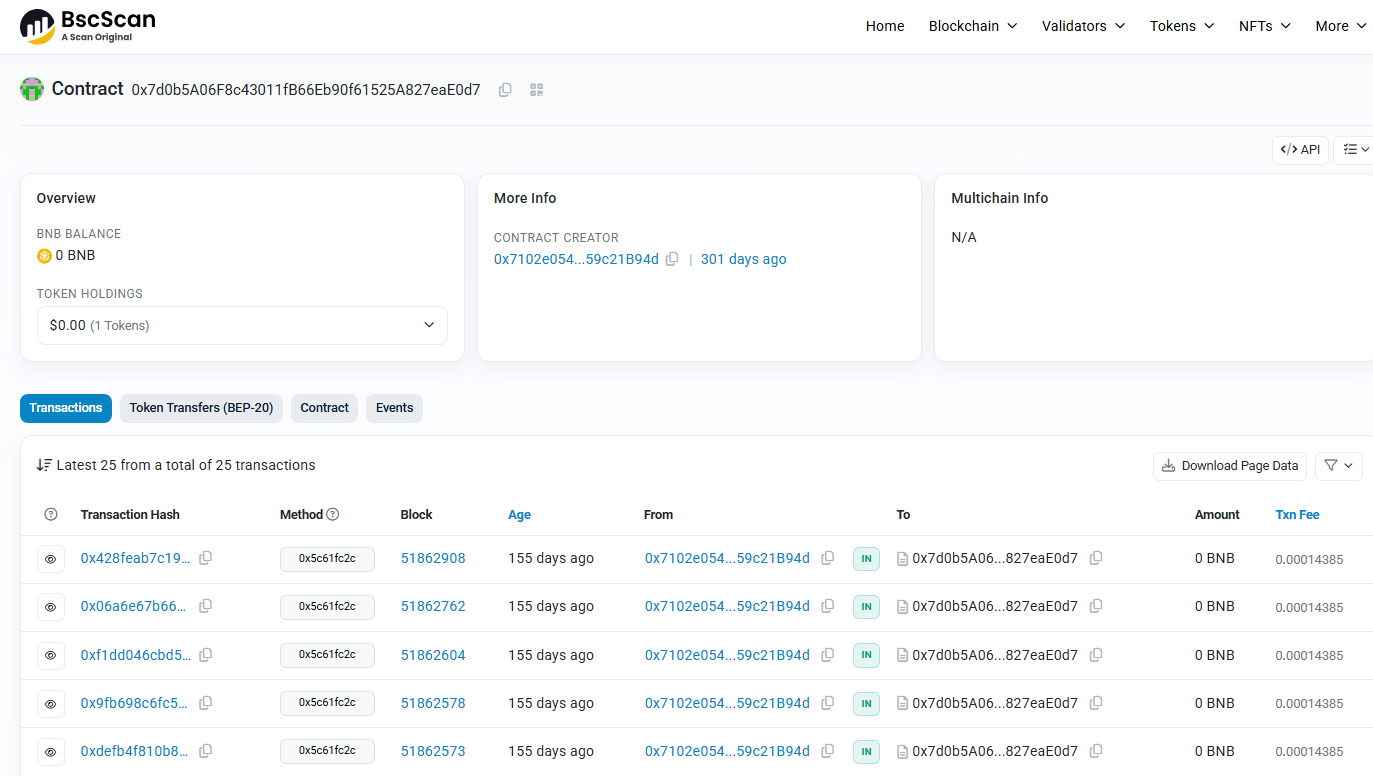 BscScan
A Scan Original
Home Blockchain Validators Tokens NFTs More
Contract 0x7d0b5A06F8c43011fB66Eb90f61525A827eaE0d7
</> API
Overview
BNB BALANCE
0 BNB
TOKEN HOLDINGS
$0.00 (1 Tokens)
More Info
CONTRACT CREATOR
0x7102e054...59c21B94d | 301 days ago
Multichain Info
N/A
Transactions Token Transfers (BEP-20) Contract Events
Latest 25 from a total of 25 transactions
Download Page Data
Transaction Hash Method Block Age From To Amount Txn Fee
0x428feab7c19... 0x5c61fc2c 51862908 155 days ago 0x7102e054...59c21B94d IN 0x7d0b5A06...827eaE0d7 0 BNB 0.00014385
0x06a6e67b66... 0x5c61fc2c 51862762 155 days ago 0x7102e054...59c21B94d IN 0x7d0b5A06...827eaE0d7 0 BNB 0.00014385
0xf1dd046cbd5... 0x5c61fc2c 51862604 155 days ago 0x7102e054...59c21B94d IN 0x7d0b5A06...827eaE0d7 0 BNB 0.00014385
0x9fb698c6fc5... 0x5c61fc2c 51862578 155 days ago 0x7102e054...59c21B94d IN 0x7d0b5A06...827eaE0d7 0 BNB 0.00014385
0xdefb4f810b8... 0x5c61fc2c 51862573 155 days ago 0x7102e054...59c21B94d IN 0x7d0b5A06...827eaE0d7 0 BNB 0.00014385